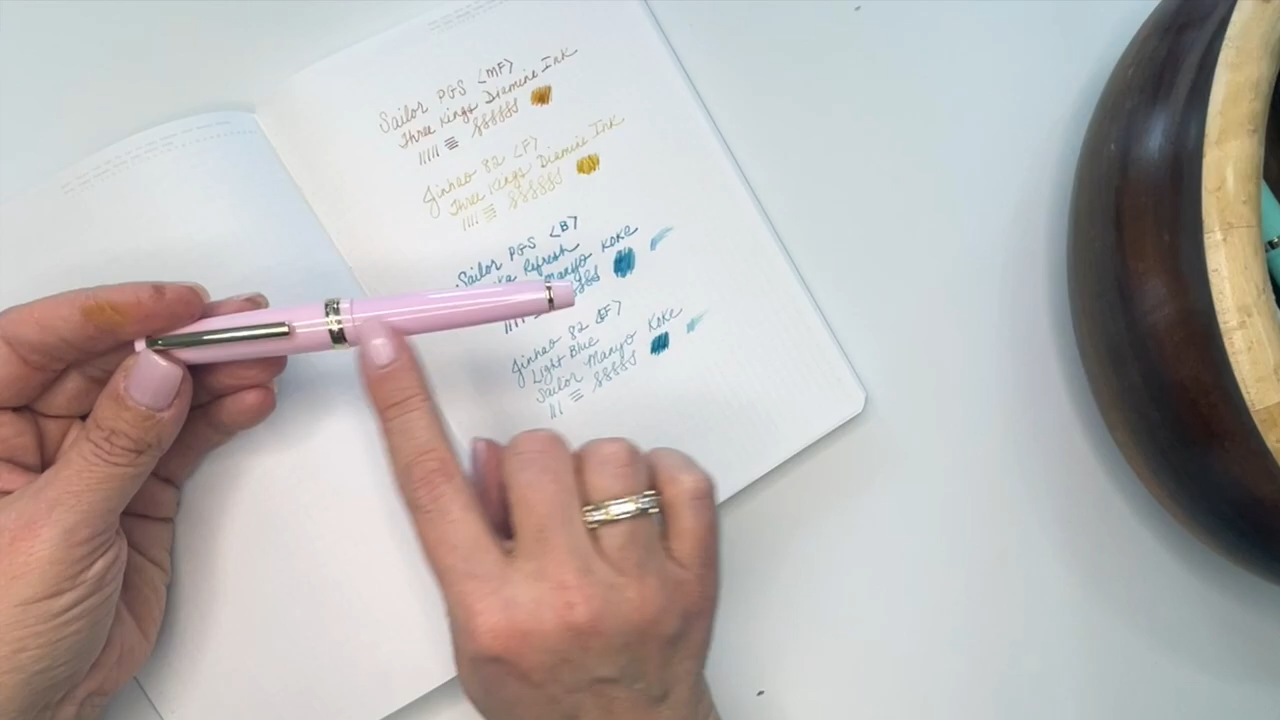 Sailor PGS <MF>
Three Kings Diamine Ink
Jinhao 82 <F>
Three Kings Diamine Ink
Sailor PGS <B>
Refresh
manyo Koke
Jinhao 82 <EF>
Light Blue
Sailor Manyo Koke